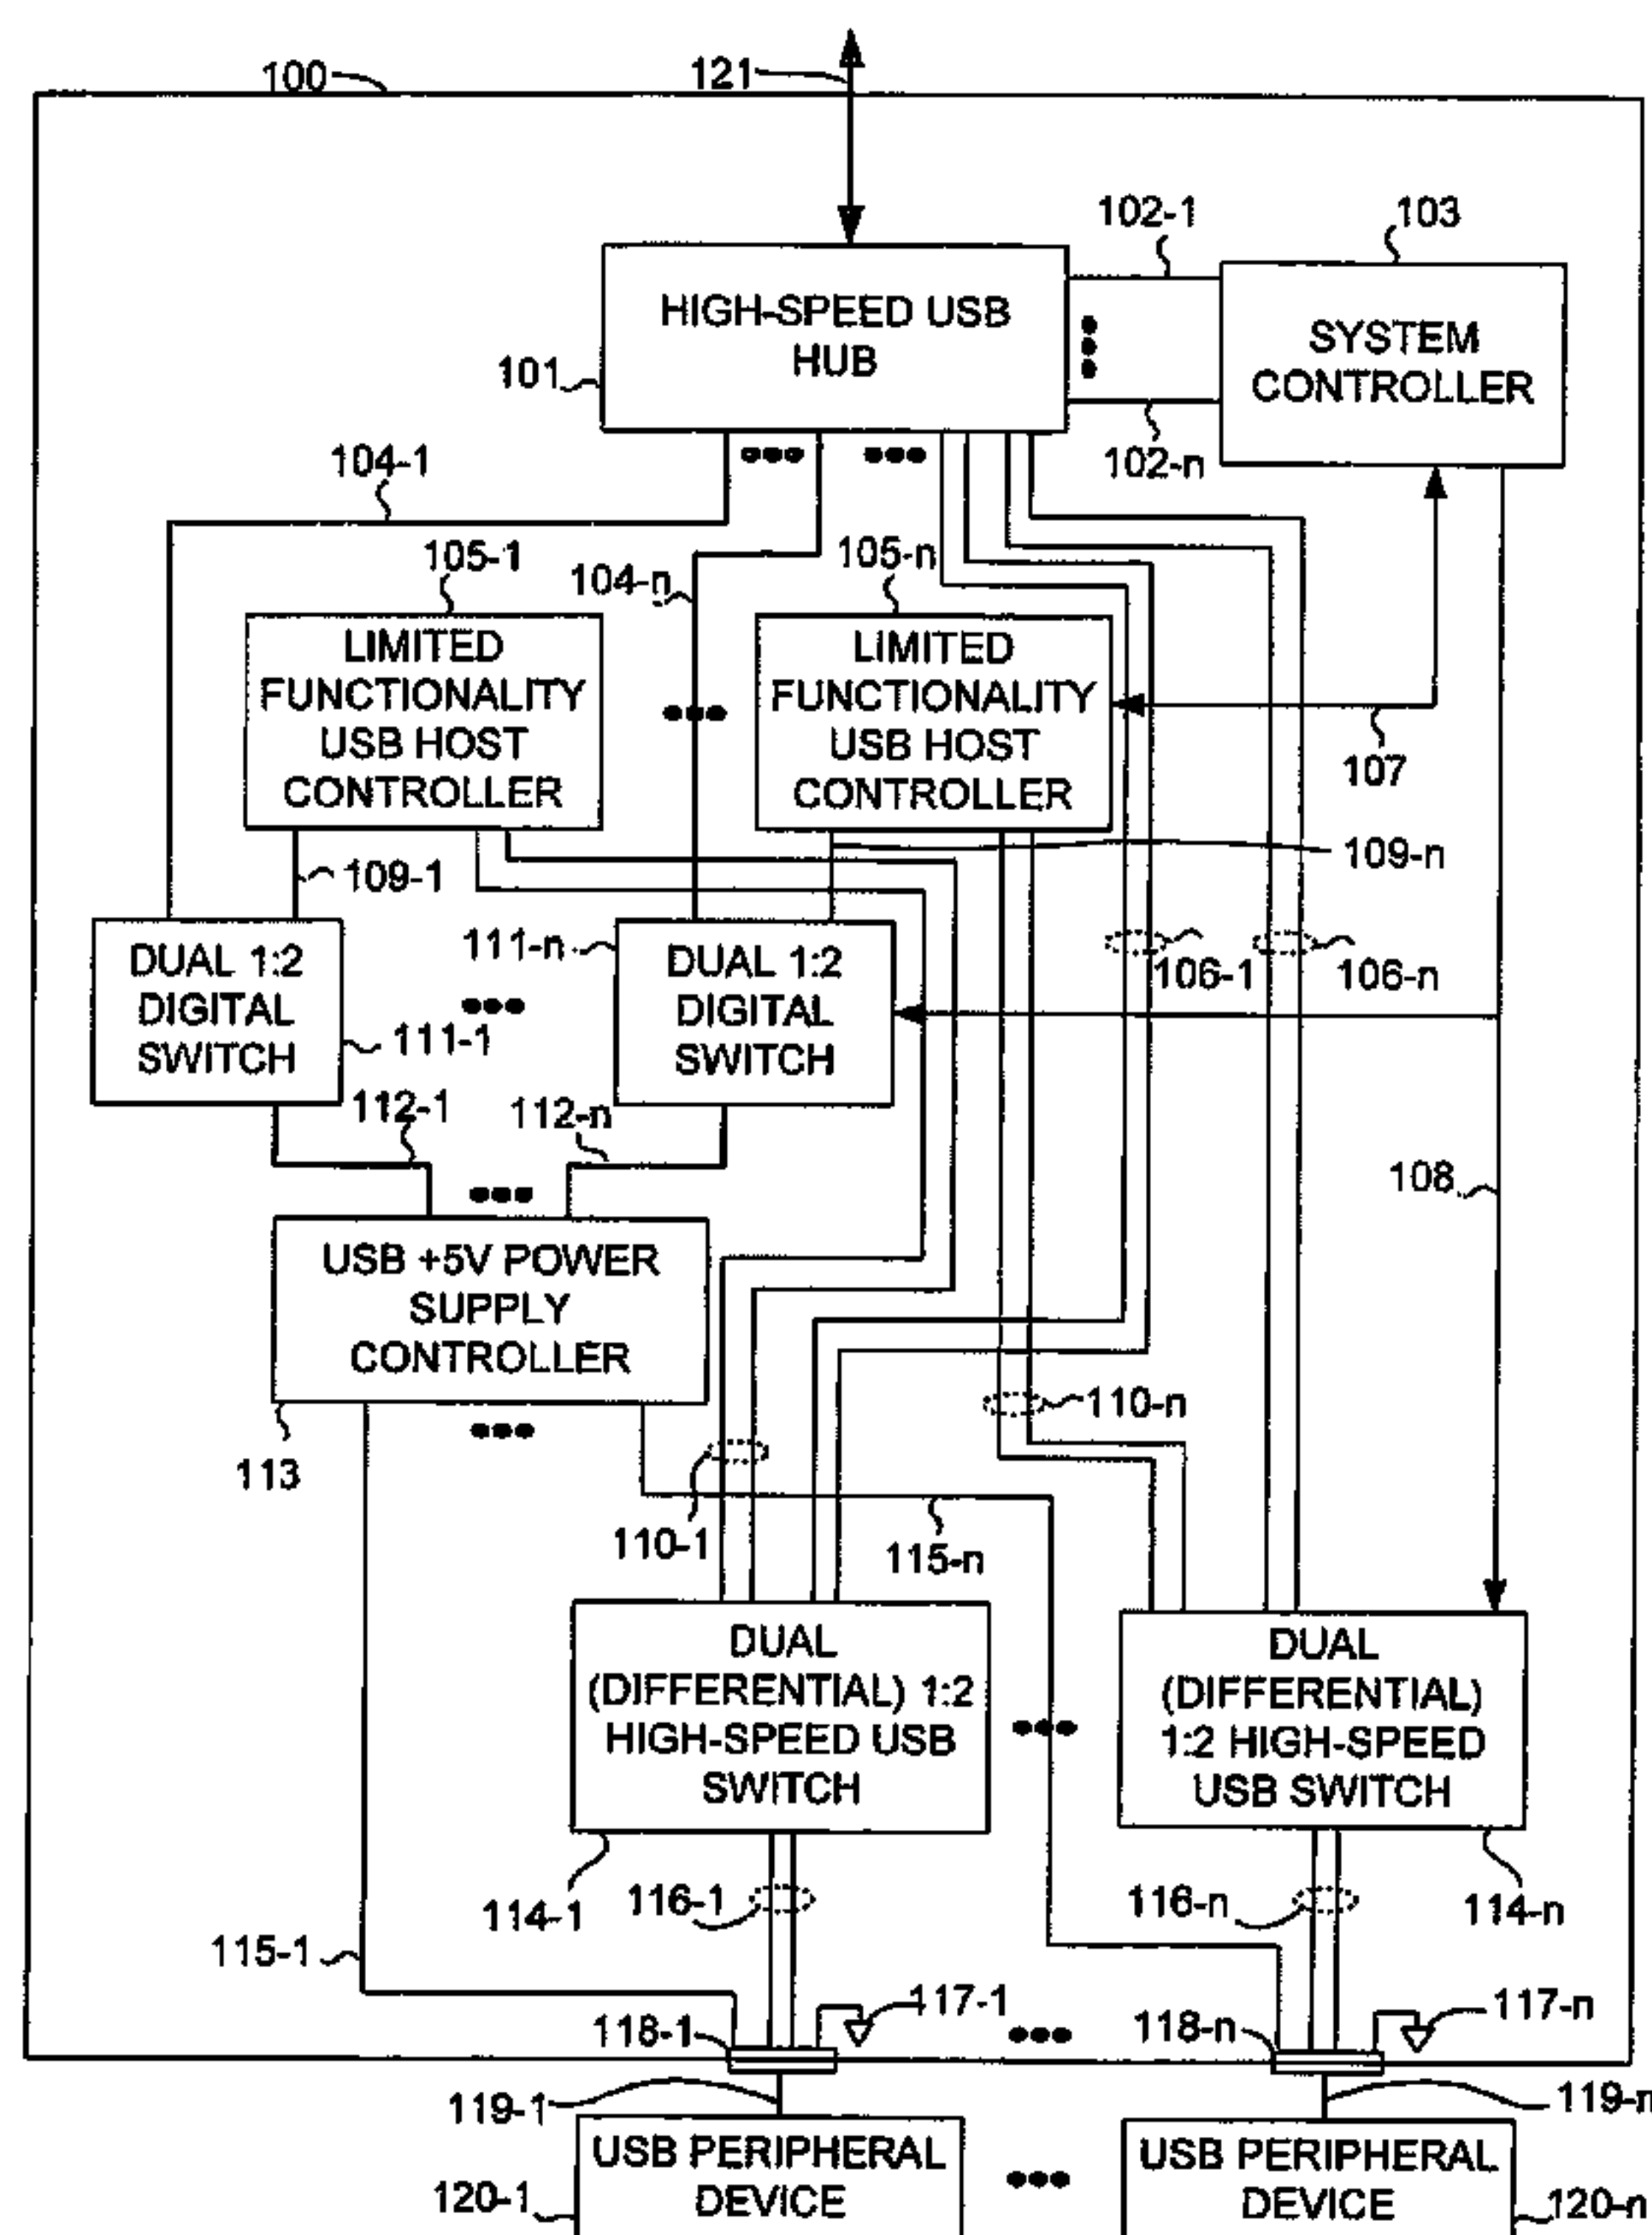 100
121
102-1
103
HIGH-SPEED USB
HUB
SYSTEM
CONTROLLER
101
102-n
104-1
105-1
104-n
105-n
LIMITED
FUNCTIONALITY
USB HOST
CONTROLLER
LIMITED
FUNCTIONALITY
USB HOST
CONTROLLER
107
109-1
109-n
DUAL 1:2
DIGITAL
SWITCH
111-n
DUAL 1:2
DIGITAL
SWITCH
106-1
106-n
111-1
112-1
112-n
108
USB +5V POWER
SUPPLY
CONTROLLER
110-n
113
110-1
115-n
DUAL
(DIFFERENTIAL) 1:2
HIGH-SPEED USB
SWITCH
DUAL
(DIFFERENTIAL)
1:2 HIGH-SPEED
USB SWITCH
114-1
116-1
116-n
114-n
115-1
117-1
117-n
118-1
118-n
119-1
119-n
USB PERIPHERAL
DEVICE
USB PERIPHERAL
DEVICE
120-1
120-n